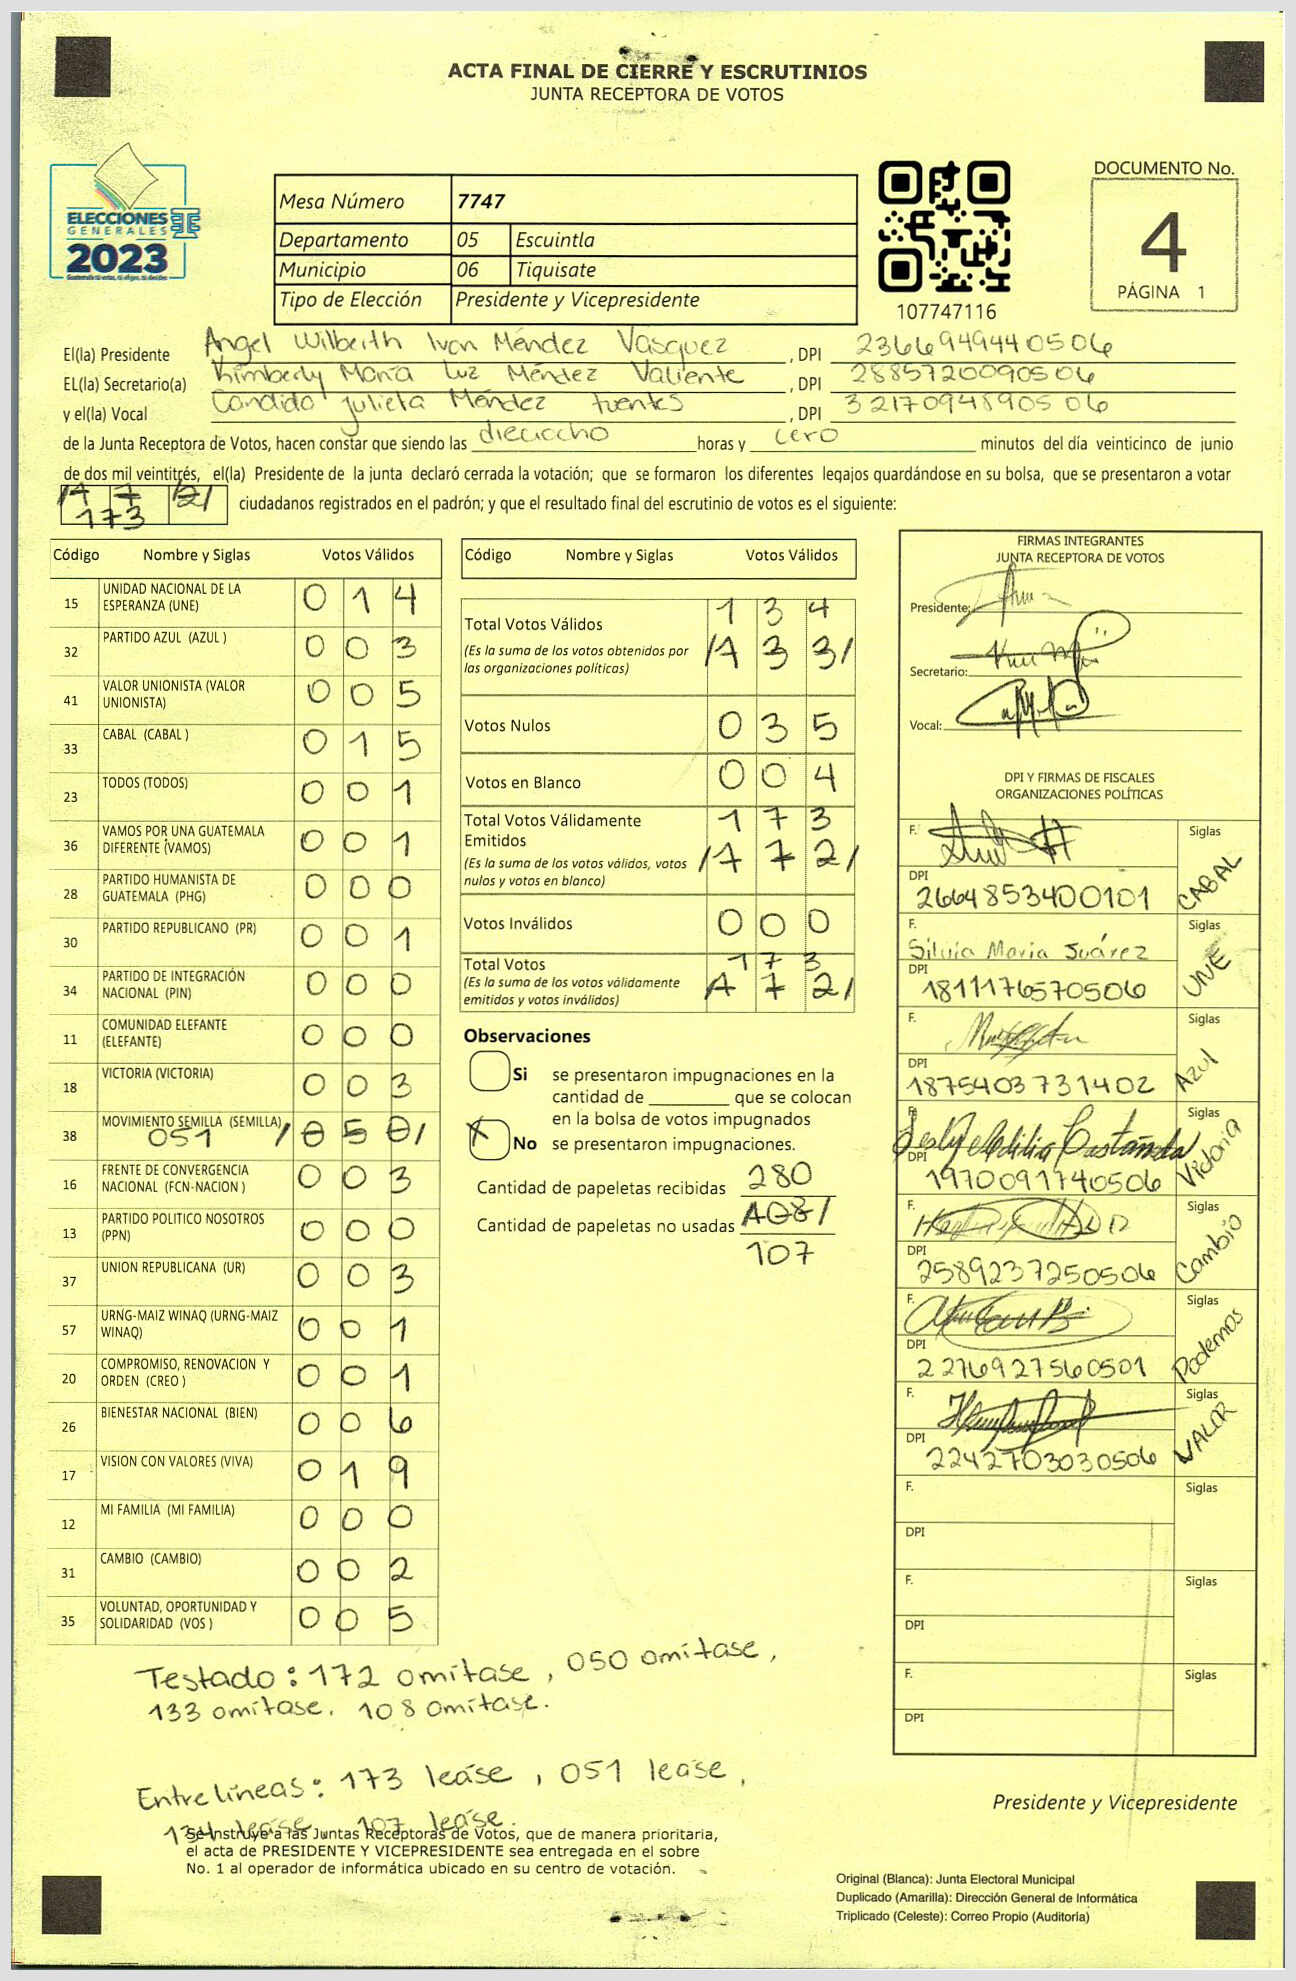 ACTA FINAL DE CIERRE Y ESCRUTINIOS
JUNTA RECEPTORA DE VOTOS
ELECCIONES
GENERALES
2023
Mesa Número 7747
Departamento 05 Escuintla
Municipio 06 Tiquisate
Tipo de Elección Presidente y Vicepresidente
107747116
DOCUMENTO No.
4
PÁGINA 1
El(la) Presidente Angel Wilberth Ivan Méndez Vasquez, DPI 2366949440506
EL(la) Secretario(a) Kimberly María Luz Méndez Valiente, DPI 2885720090506
y el(la) Vocal Candida Julieta Méndez fuentes, DPI 3217094890506
de la Junta Receptora de Votos, hacen constar que siendo las dieciocho horas y cero minutos del día veinticinco de junio
de dos mil veintitrés, el(la) Presidente de la junta declaró cerrada la votación; que se formaron los diferentes legajos guardándose en su bolsa, que se presentaron a votar
/172/
173
ciudadanos registrados en el padrón; y que el resultado final del escrutinio de votos es el siguiente:
Código Nombre y Siglas Votos Válidos
15 UNIDAD NACIONAL DE LA ESPERANZA (UNE) 0 1 4
32 PARTIDO AZUL (AZUL ) 0 0 3
41 VALOR UNIONISTA (VALOR UNIONISTA) 0 0 5
33 CABAL (CABAL ) 0 1 5
23 TODOS (TODOS) 0 0 1
36 VAMOS POR UNA GUATEMALA DIFERENTE (VAMOS) 0 0 1
28 PARTIDO HUMANISTA DE GUATEMALA (PHG) 0 0 0
30 PARTIDO REPUBLICANO (PR) 0 0 1
34 PARTIDO DE INTEGRACIÓN NACIONAL (PIN) 0 0 0
11 COMUNIDAD ELEFANTE (ELEFANTE) 0 0 0
18 VICTORIA (VICTORIA) 0 0 3
38 MOVIMIENTO SEMILLA (SEMILLA) 051 /0 5 0/
16 FRENTE DE CONVERGENCIA NACIONAL (FCN-NACION ) 0 0 3
13 PARTIDO POLITICO NOSOTROS (PPN) 0 0 0
37 UNION REPUBLICANA (UR) 0 0 3
57 URNG-MAIZ WINAQ (URNG-MAIZ WINAQ) 0 0 1
20 COMPROMISO, RENOVACION Y ORDEN (CREO ) 0 0 1
26 BIENESTAR NACIONAL (BIEN) 0 0 6
17 VISION CON VALORES (VIVA) 0 1 9
12 MI FAMILIA (MI FAMILIA) 0 0 0
31 CAMBIO (CAMBIO) 0 0 2
35 VOLUNTAD, OPORTUNIDAD Y SOLIDARIDAD (VOS ) 0 0 5
Código Nombre y Siglas Votos Válidos
1 3 4
Total Votos Válidos
(Es la suma de los votos obtenidos por las organizaciones políticas) /1 3 3/
Votos Nulos 0 3 5
Votos en Blanco 0 0 4
Total Votos Válidamente Emitidos 1 7 3
(Es la suma de los votos válidos, votos nulos y votos en blanco) /1 7 2/
Votos Inválidos 0 0 0
Total Votos 1 7 3
(Es la suma de los votos válidamente emitidos y votos inválidos) 1 7 2/
Observaciones
Si se presentaron impugnaciones en la
cantidad de ________ que se colocan
en la bolsa de votos impugnados
X No se presentaron impugnaciones.
Cantidad de papeletas recibidas 280
Cantidad de papeletas no usadas 108/
107
FIRMAS INTEGRANTES
JUNTA RECEPTORA DE VOTOS
Presidente:
Secretario:
Vocal:
DPI Y FIRMAS DE FISCALES
ORGANIZACIONES POLÍTICAS
F. Siglas CABAL
DPI 2664853400101
F. Silvia Maria Suárez Siglas UNE
DPI 1811176570506
F. Siglas Azul
DPI 1875403731402
F. Lesly Odilia Castañeda Siglas Victoria
DPI 1970091740506
F. Siglas Cambio
DPI 2589237250506
F. Siglas Podemos
DPI 2276927560501
F. Siglas VALOR
DPI 2242703030506
F. Siglas
DPI
F. Siglas
DPI
F. Siglas
DPI
Testado: 172 omítase, 050 omítase,
133 omítase. 108 omítase.
Entre líneas: 173 lease, 051 lease,
134 lease. 107 lease.
Se instruye a las Juntas Receptoras de Votos, que de manera prioritaria,
el acta de PRESIDENTE Y VICEPRESIDENTE sea entregada en el sobre
No. 1 al operador de informática ubicado en su centro de votación.
Presidente y Vicepresidente
Original (Blanca): Junta Electoral Municipal
Duplicado (Amarilla): Dirección General de Informática
Triplicado (Celeste): Correo Propio (Auditoría)